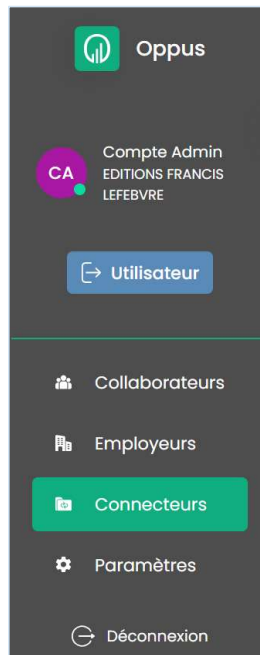 Oppus
Compte Admin
CA
EDITIONS FRANCIS
LEFEBVRE
Utilisateur
Collaborateurs
Employeurs
Connecteurs
Paramètres
Déconnexion